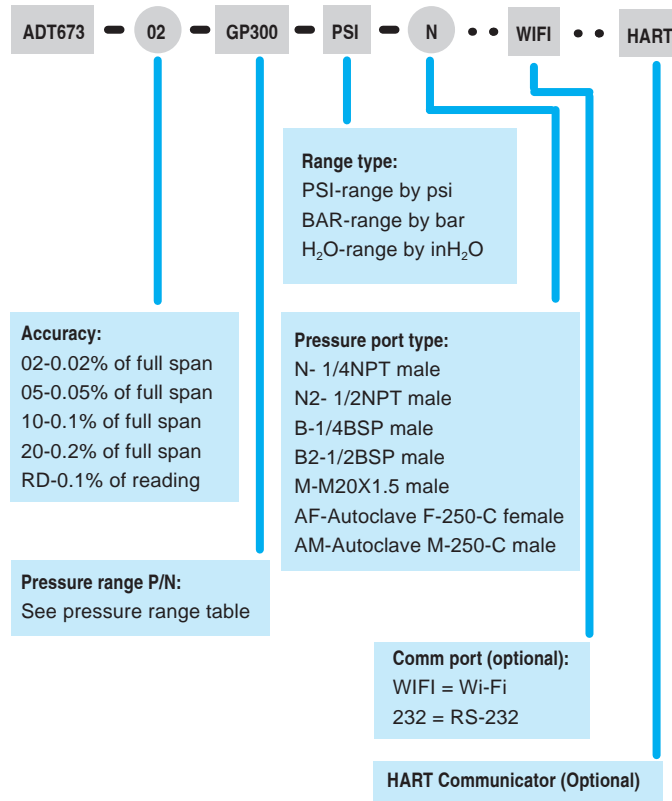 ADT673 – 02 – GP300 – PSI – N •• WIFI •• HART
Range type:
PSI-range by psi
BAR-range by bar
H₂O-range by inH₂O
Accuracy:
02-0.02% of full span
05-0.05% of full span
10-0.1% of full span
20-0.2% of full span
RD-0.1% of reading
Pressure port type:
N- 1/4NPT male
N2- 1/2NPT male
B-1/4BSP male
B2-1/2BSP male
M-M20X1.5 male
AF-Autoclave F-250-C female
AM-Autoclave M-250-C male
Pressure range P/N:
See pressure range table
Comm port (optional):
WIFI = Wi-Fi
232 = RS-232
HART Communicator (Optional)